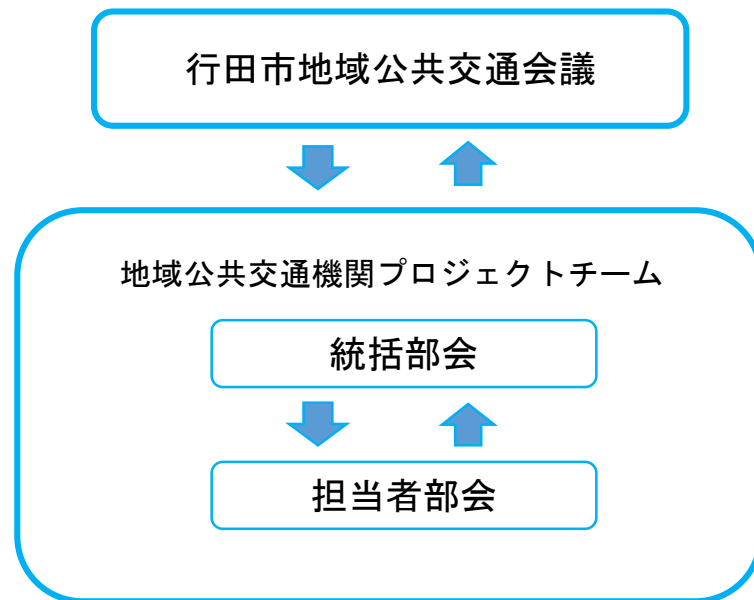 行田市地域公共交通会議
地域公共交通機関プロジェクトチーム
統括部会
担当者部会